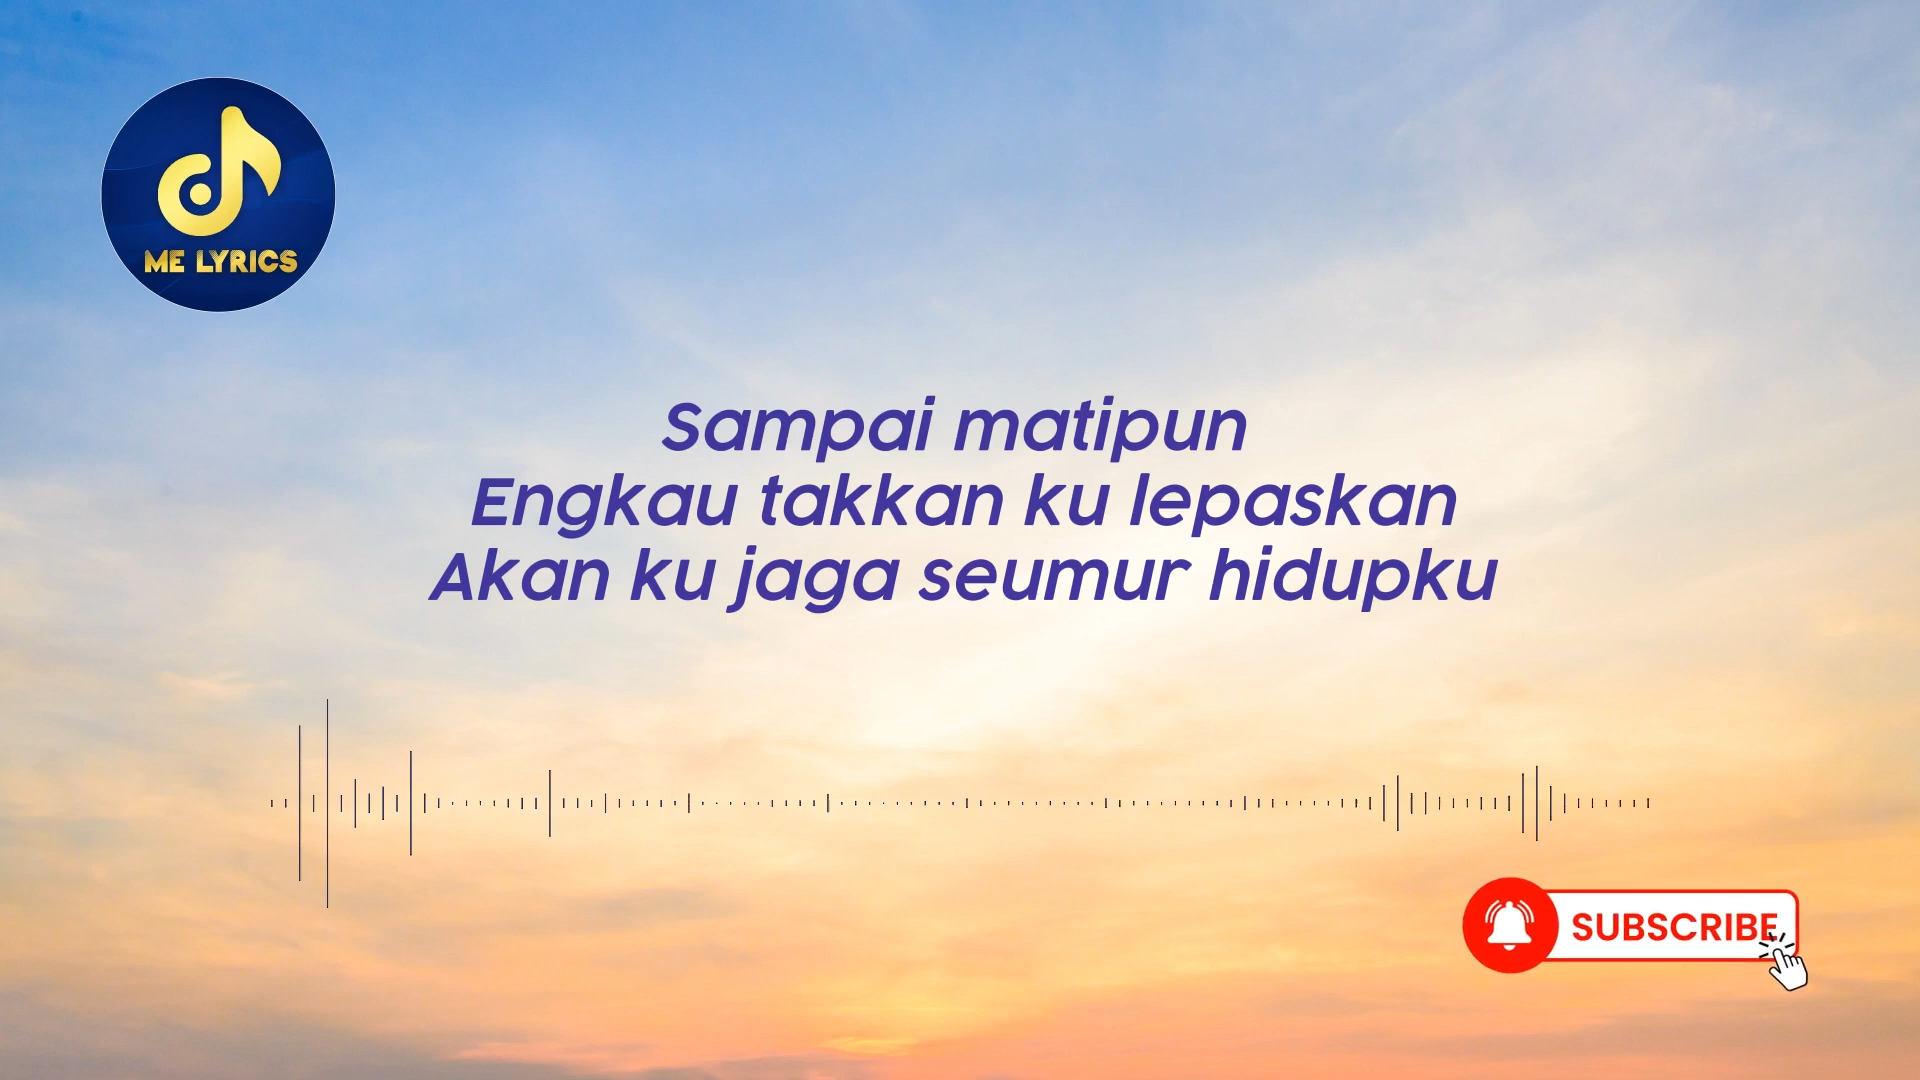 ME LYRICS
Sampai matipun
Engkau takkan ku lepaskan
Akan ku jaga seumur hidupku
SUBSCRIBE